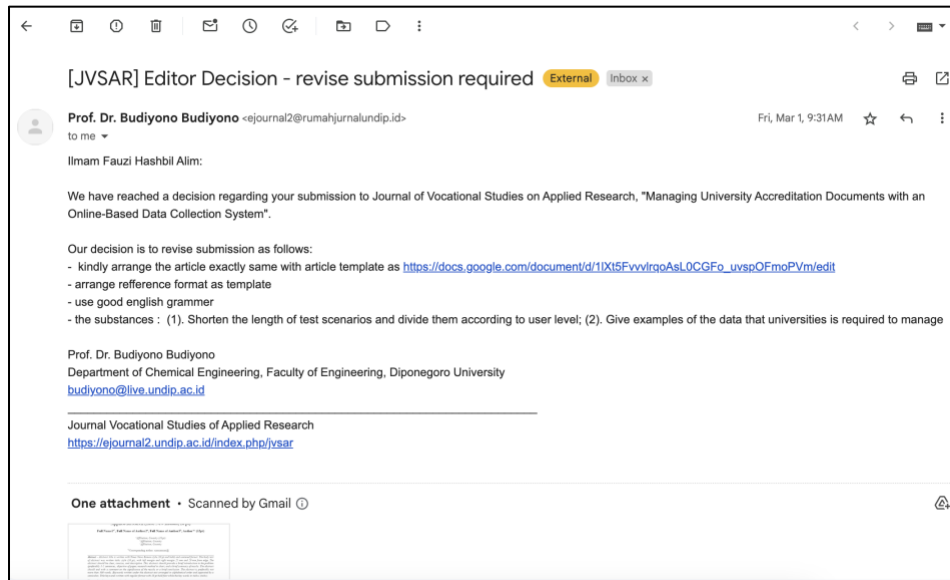 [JVSAR] Editor Decision - revise submission required External Inbox ×
Prof. Dr. Budiyono Budiyono <ejournal2@rumahjurnalundip.id> Fri, Mar 1, 9:31 AM
to me
Ilmam Fauzi Hashbil Alim:
We have reached a decision regarding your submission to Journal of Vocational Studies on Applied Research, "Managing University Accreditation Documents with an
Online-Based Data Collection System".
Our decision is to revise submission as follows:
- kindly arrange the article exactly same with article template as https://docs.google.com/document/d/1IXt5FvvvlrqoAsL0CGFo_uvspOFmoPVm/edit
- arrange refference format as template
- use good english grammer
- the substances : (1). Shorten the length of test scenarios and divide them according to user level; (2). Give examples of the data that universities is required to manage
Prof. Dr. Budiyono Budiyono
Department of Chemical Engineering, Faculty of Engineering, Diponegoro University
budiyono@live.undip.ac.id
Journal Vocational Studies of Applied Research
https://ejournal2.undip.ac.id/index.php/jvsar
One attachment • Scanned by Gmail